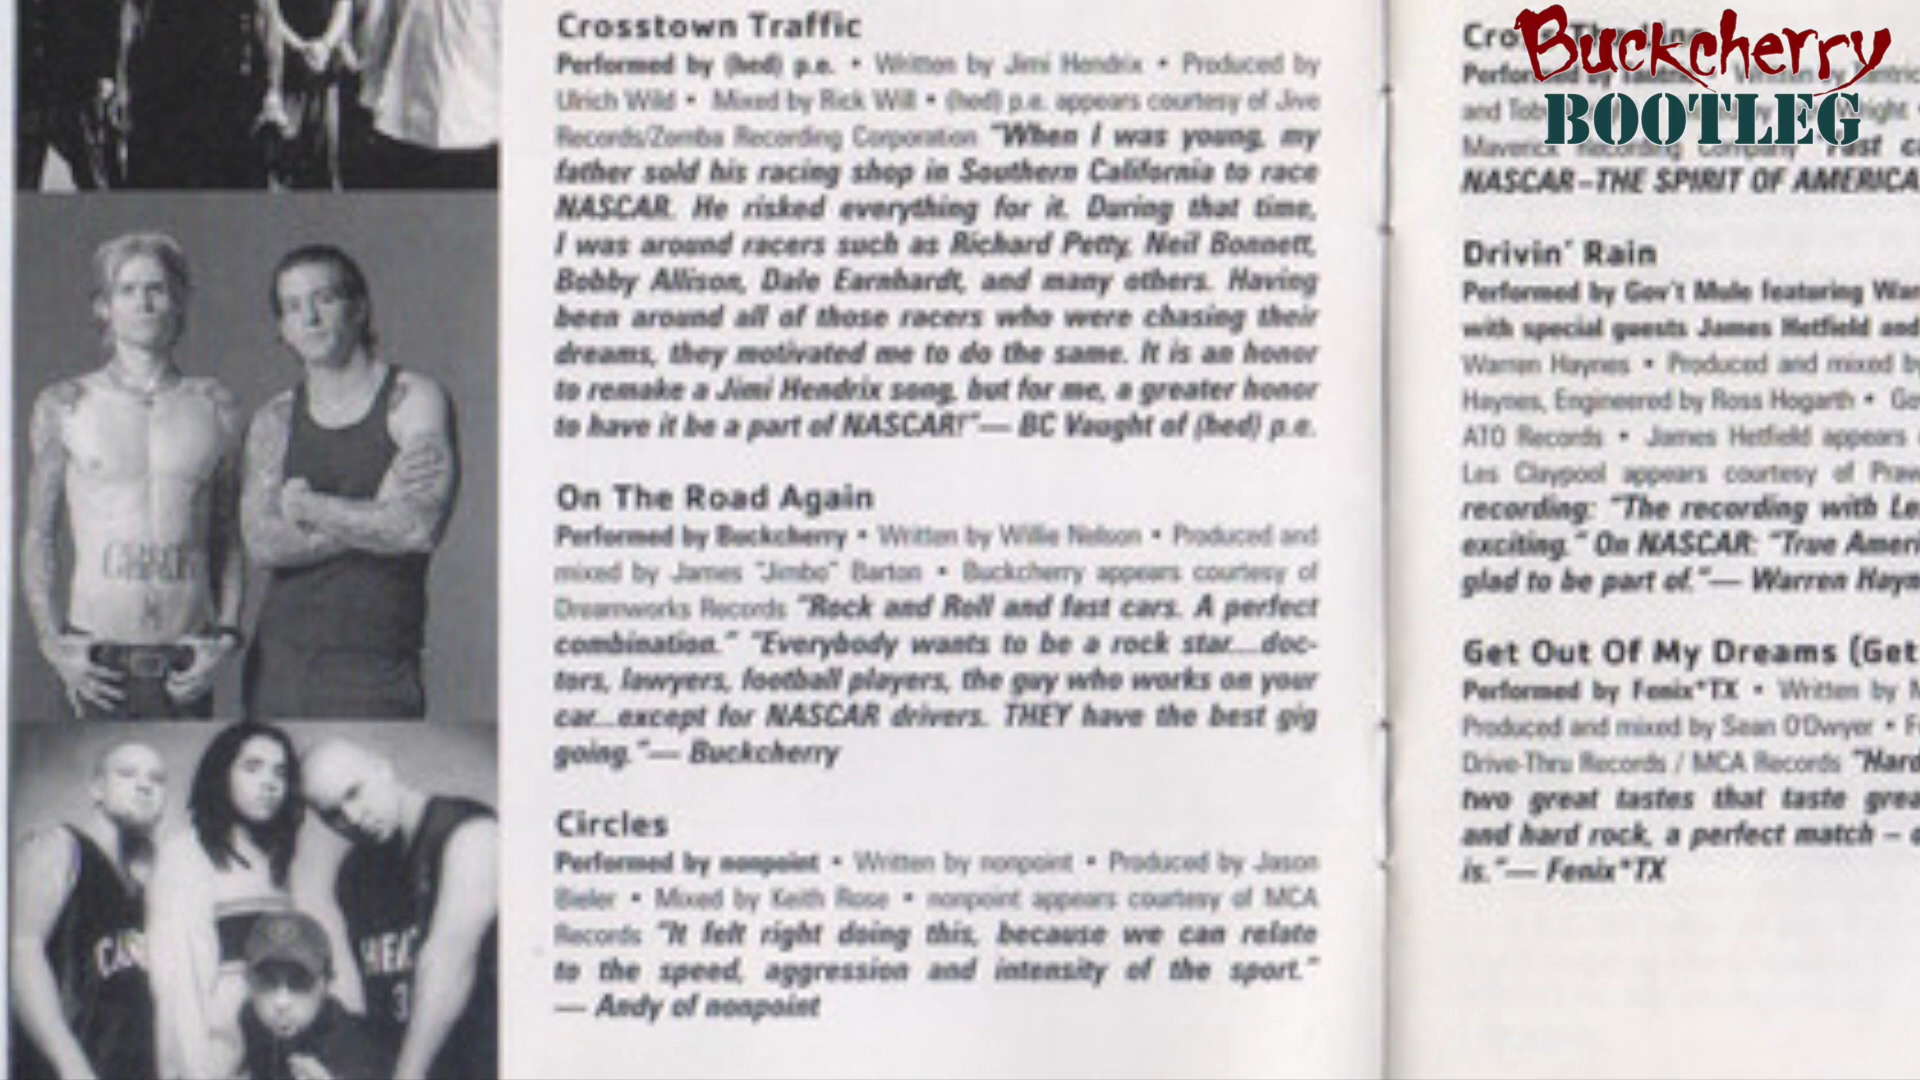 Crosstown Traffic
Performed by (hed) p.e. • Written by Jimi Hendrix • Produced by
Ulrich Wild • Mixed by Rick Will • (hed) p.e. appears courtesy of Jive
Records/Zomba Recording Corporation "When I was young, my
father sold his racing shop in Southern California to race
NASCAR. He risked everything for it. During that time,
I was around racers such as Richard Petty, Neil Bonnett,
Bobby Allison, Dale Earnhardt, and many others. Having
been around all of those racers who were chasing their
dreams, they motivated me to do the same. It is an honor
to remake a Jimi Hendrix song, but for me, a greater honor
to have it be a part of NASCAR!"— BC Vaught of (hed) p.e.
On The Road Again
Performed by Buckcherry • Written by Willie Nelson • Produced and
mixed by James "Jimbo" Barton • Buckcherry appears courtesy of
Dreamworks Records "Rock and Roll and fast cars. A perfect
combination." "Everybody wants to be a rock star....doc-
tors, lawyers, football players, the guy who works on your
car...except for NASCAR drivers. THEY have the best gig
going."— Buckcherry
Circles
Performed by nonpoint • Written by nonpoint • Produced by Jason
Bieler • Mixed by Keith Rose • nonpoint appears courtesy of MCA
Records "It felt right doing this, because we can relate
to the speed, aggression and intensity of the sport."
— Andy of nonpoint
Buckcherry
BOOTLEG
Maverick Recording Company
NASCAR–THE SPIRIT OF AMERICA
Drivin' Rain
Performed by Gov't Mule featuring
with special guests James Hetfield and
Warren Haynes • Produced and mixed by
Haynes, Engineered by Ross Hogarth •
ATO Records • James Hetfield appears
Les Claypool appears courtesy of
recording: "The recording with
exciting." On NASCAR: "True
glad to be part of."— Warren
Get Out Of My Dreams (Get
Performed by Fenix*TX • Written by
Produced and mixed by Sean O'Dwyer •
Drive-Thru Records / MCA Records
two great tastes that taste
and hard rock, a perfect match –
is."— Fenix*TX